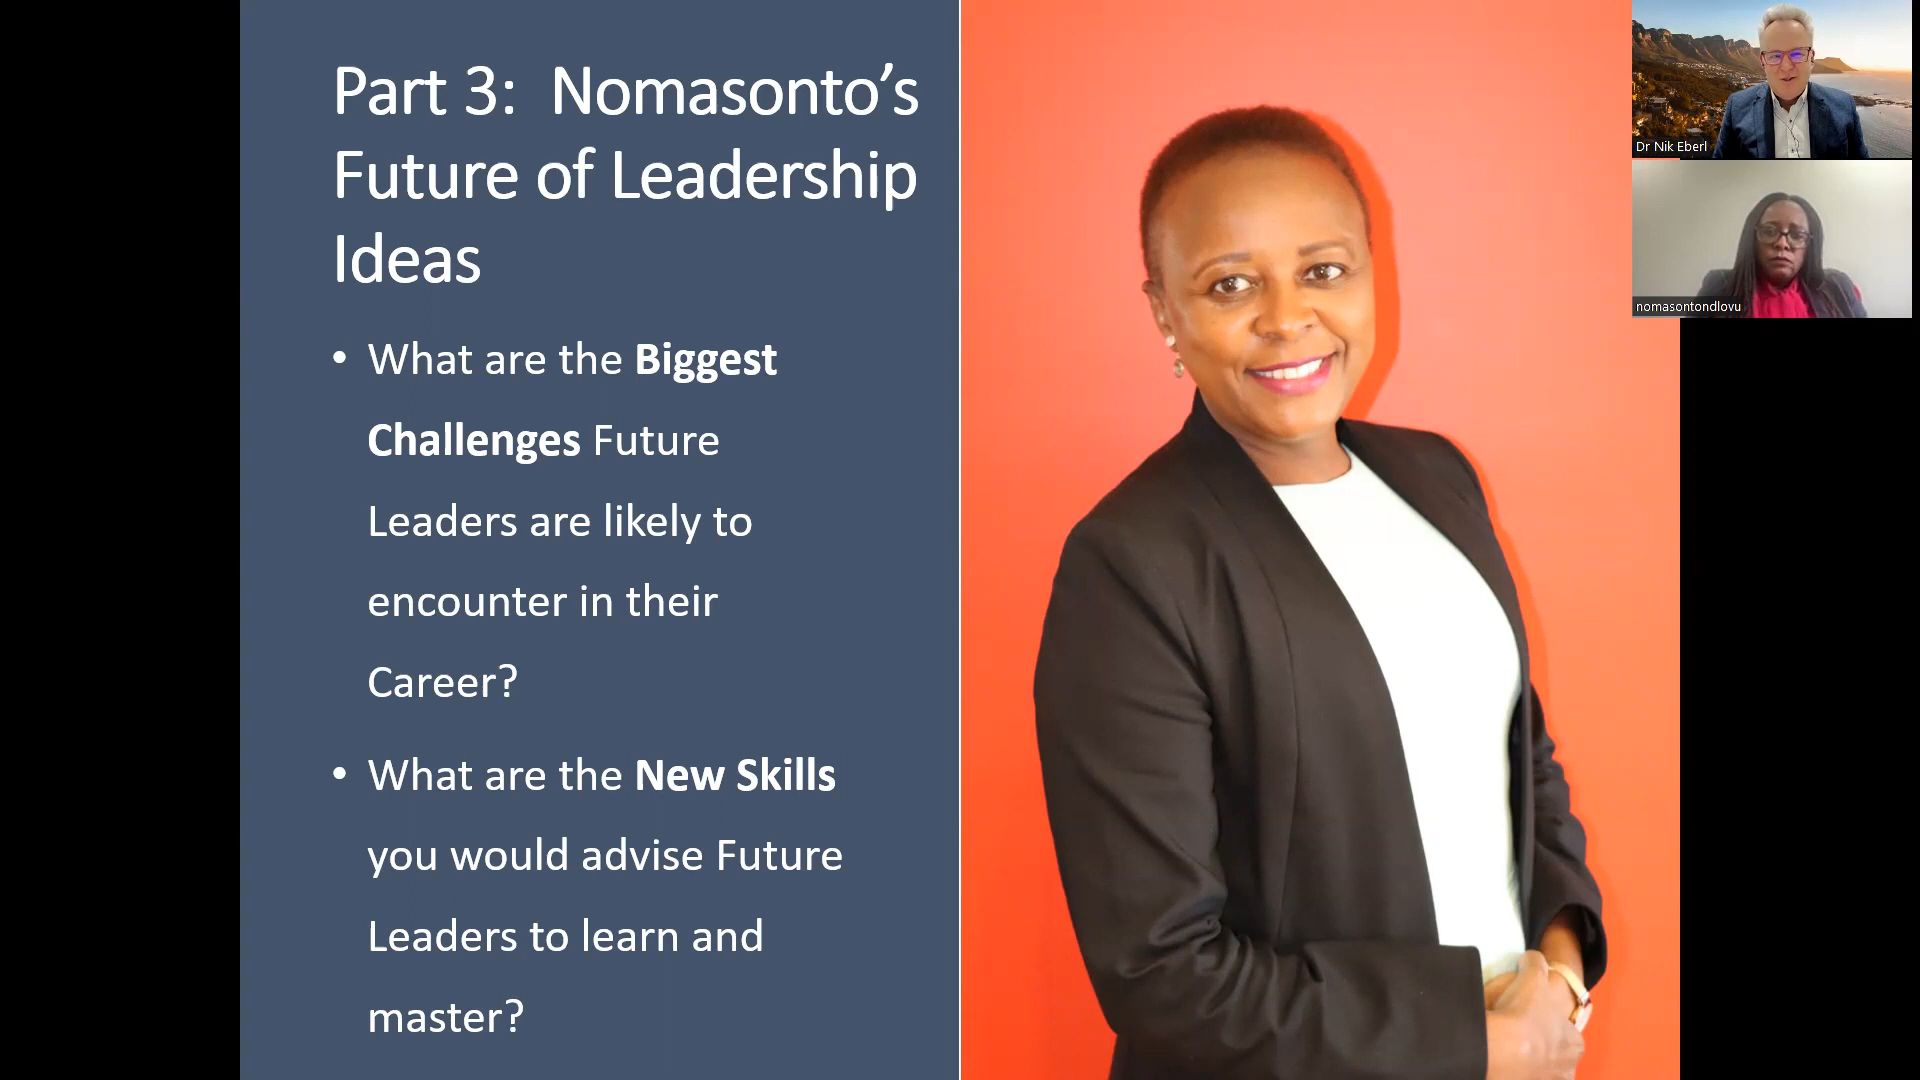 Part 3:  Nomasonto’s
Future of Leadership
Ideas
• What are the Biggest
Challenges Future
Leaders are likely to
encounter in their
Career?
• What are the New Skills
you would advise Future
Leaders to learn and
master?
Dr Nik Eberl
nomasontondlovu